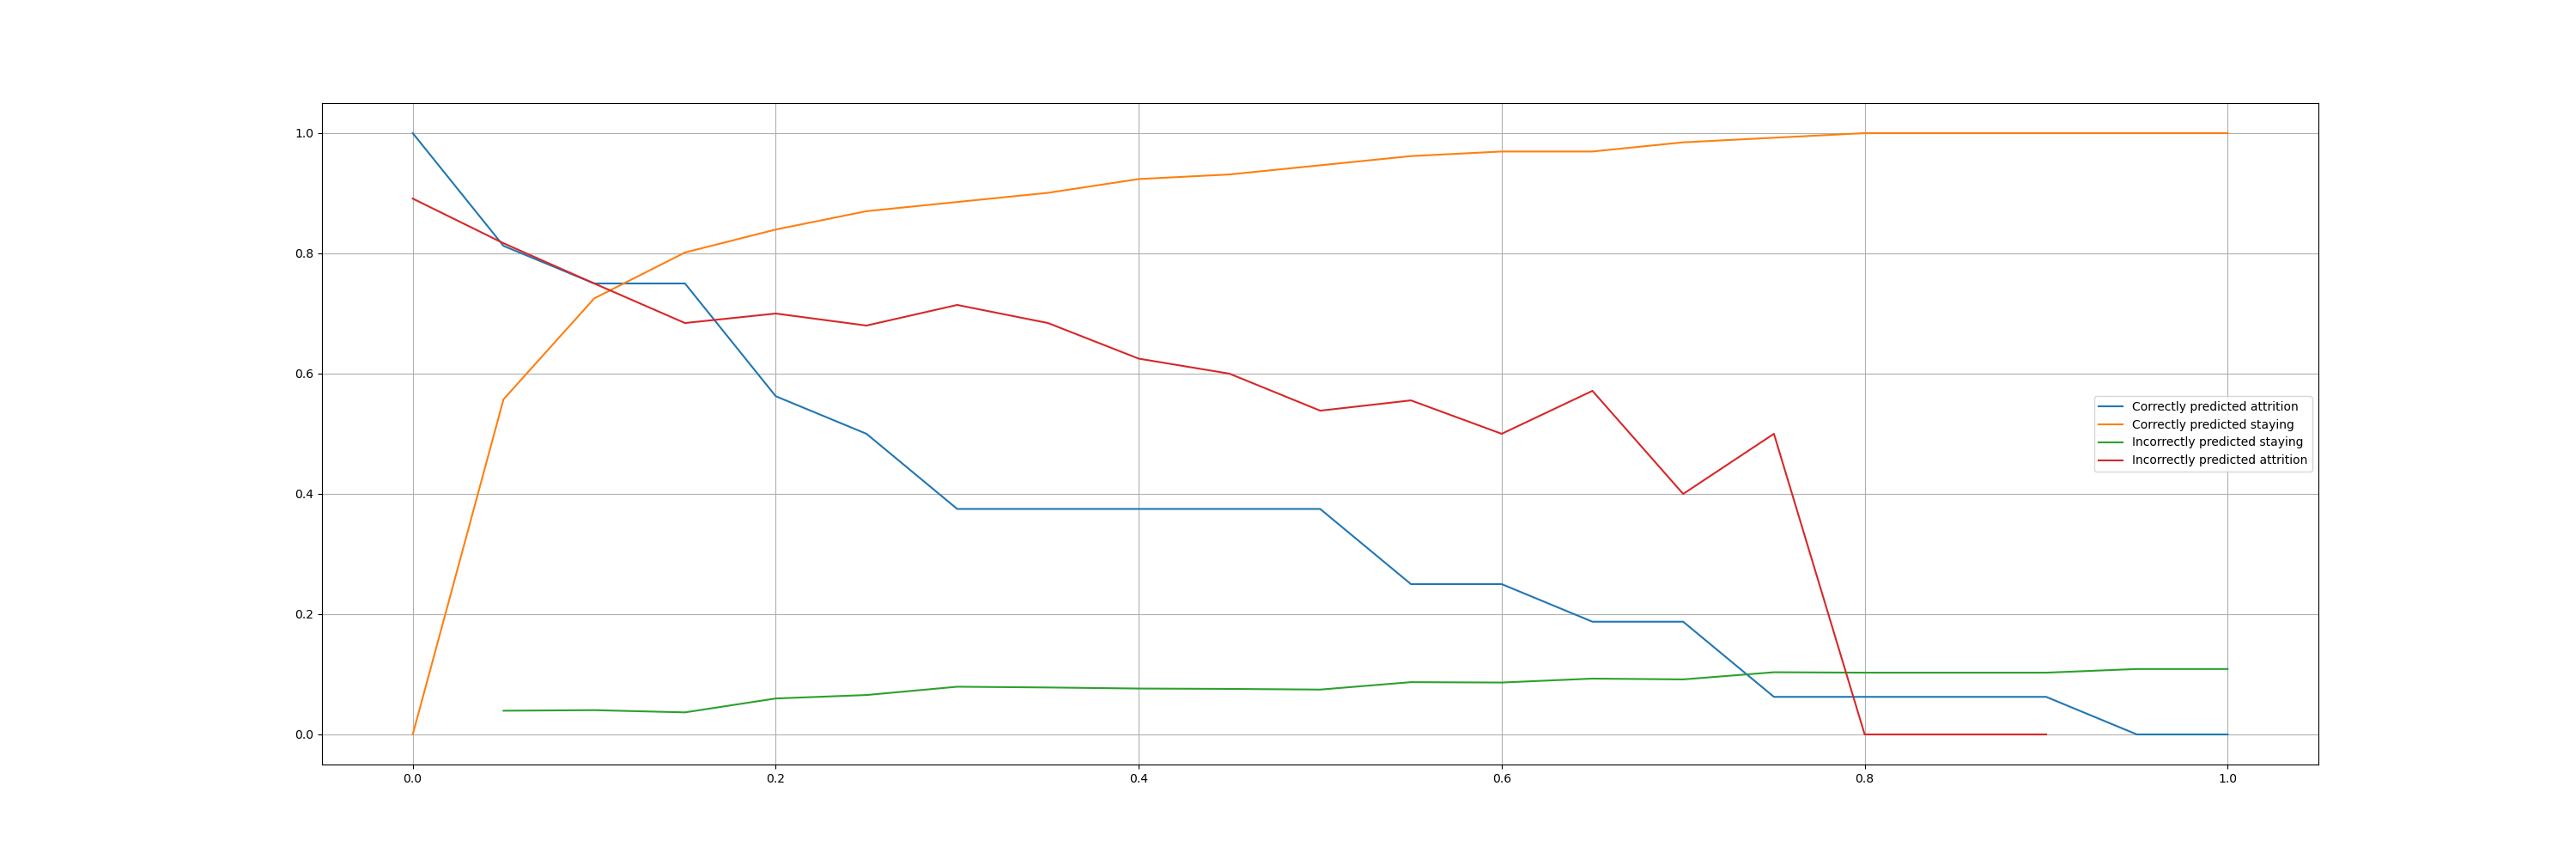 1.0
0.8
0.6
0.4
0.2
0.0
Correctly predicted attrition
Correctly predicted staying
Incorrectly predicted staying
Incorrectly predicted attrition
0.0 0.2 0.4 0.6 0.8 1.0